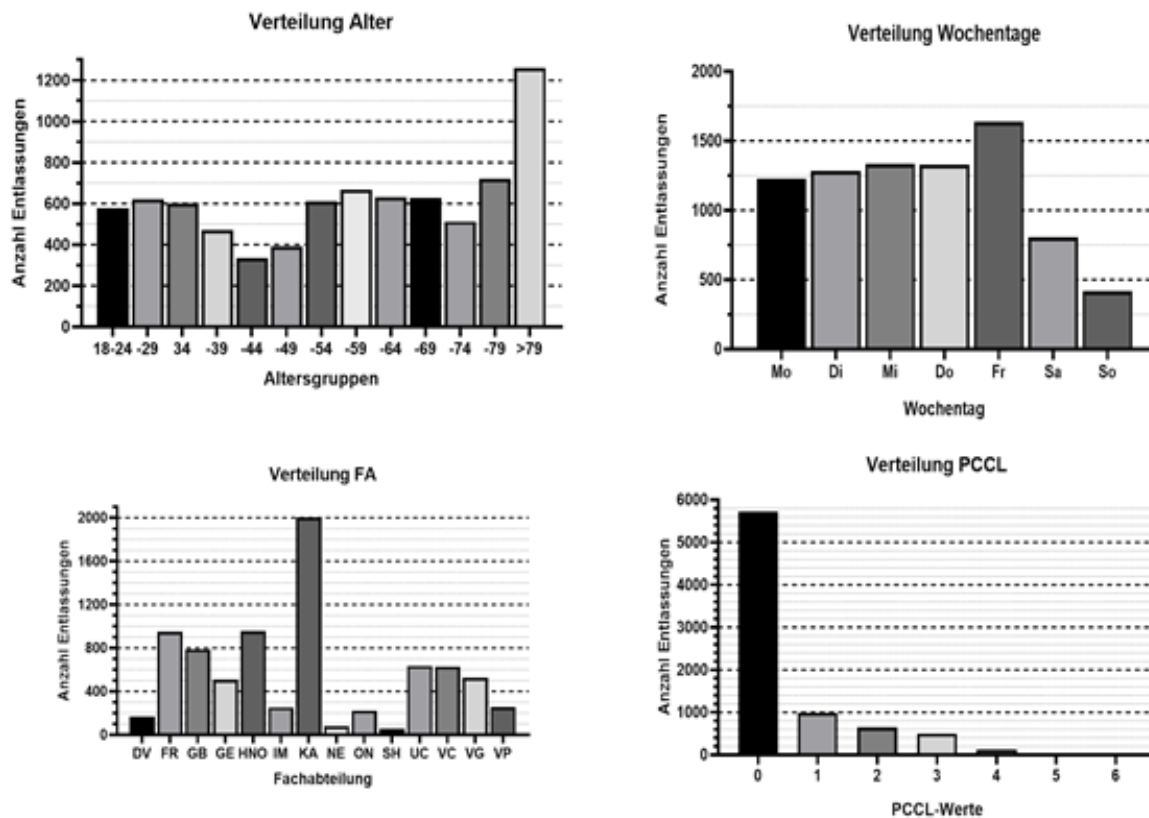 Verteilung Alter
Anzahl Entlassungen
1200
1000
800
600
400
200
0
18-24 -29 34 -39 -44 -49 -54 -59 -64 -69 -74 -79 >79
Altersgruppen
Verteilung Wochentage
Anzahl Entlassungen
2000
1500
1000
500
0
Mo Di Mi Do Fr Sa So
Wochentag
Verteilung FA
Anzahl Entlassungen
2000
1600
1200
800
400
0
DV FR GB GE HNO IM KA NE ON SH UC VC VG VP
Fachabteilung
Verteilung PCCL
Anzahl Entlassungen
6000
5000
4000
3000
2000
1000
0
0 1 2 3 4 5 6
PCCL-Werte